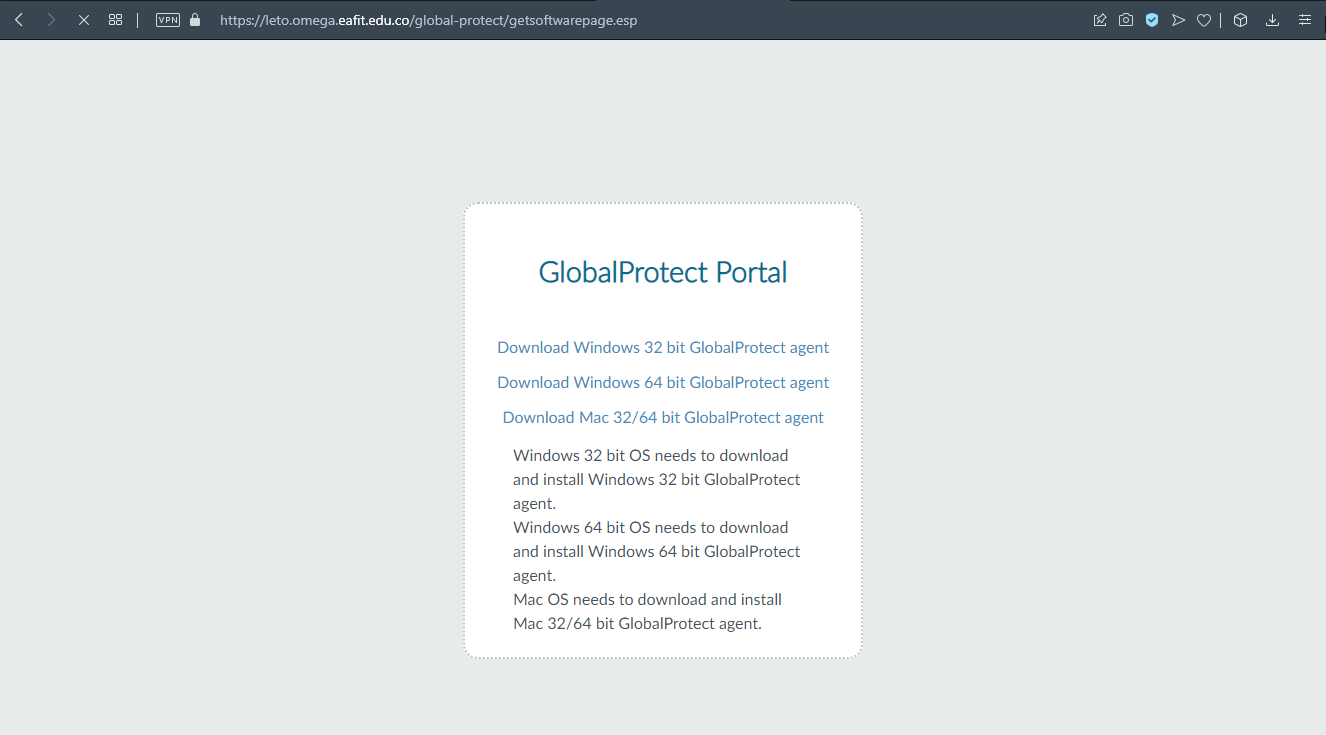 VPN
https://leto.omega.eafit.edu.co/global-protect/getsoftwarepage.esp
GlobalProtect Portal
Download Windows 32 bit GlobalProtect agent
Download Windows 64 bit GlobalProtect agent
Download Mac 32/64 bit GlobalProtect agent
Windows 32 bit OS needs to download
and install Windows 32 bit GlobalProtect
agent.
Windows 64 bit OS needs to download
and install Windows 64 bit GlobalProtect
agent.
Mac OS needs to download and install
Mac 32/64 bit GlobalProtect agent.